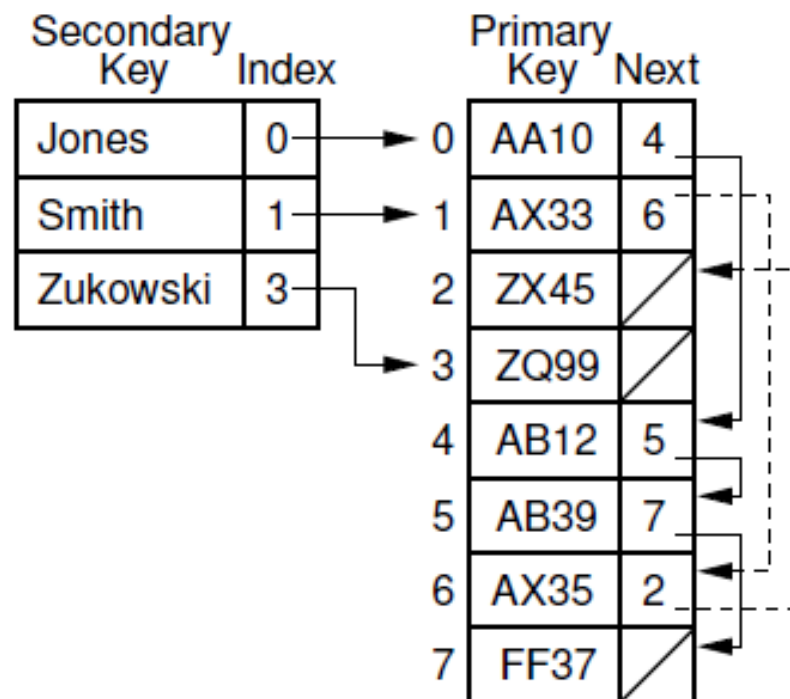 Secondary Key Index
Jones 0
Smith 1
Zukowski 3
Primary Key Next
0 AA10 4
1 AX33 6
2 ZX45
3 ZQ99
4 AB12 5
5 AB39 7
6 AX35 2
7 FF37